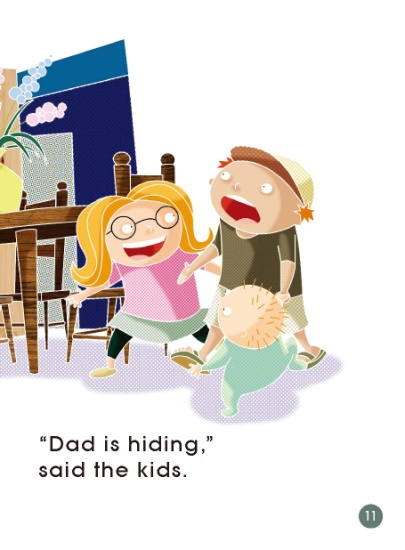 “Dad is hiding,”
said the kids.
11